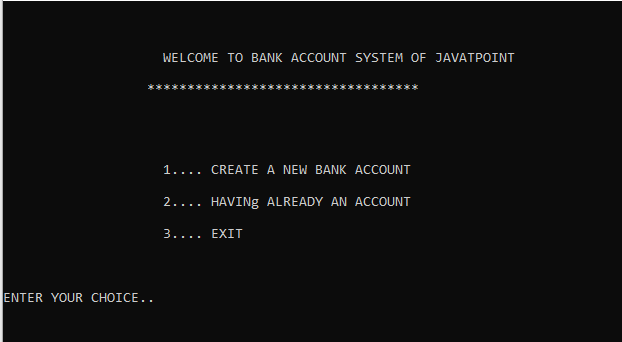 WELCOME TO BANK ACCOUNT SYSTEM OF JAVATPOINT
**********************************
1.... CREATE A NEW BANK ACCOUNT
2.... HAVINg ALREADY AN ACCOUNT
3.... EXIT
ENTER YOUR CHOICE..